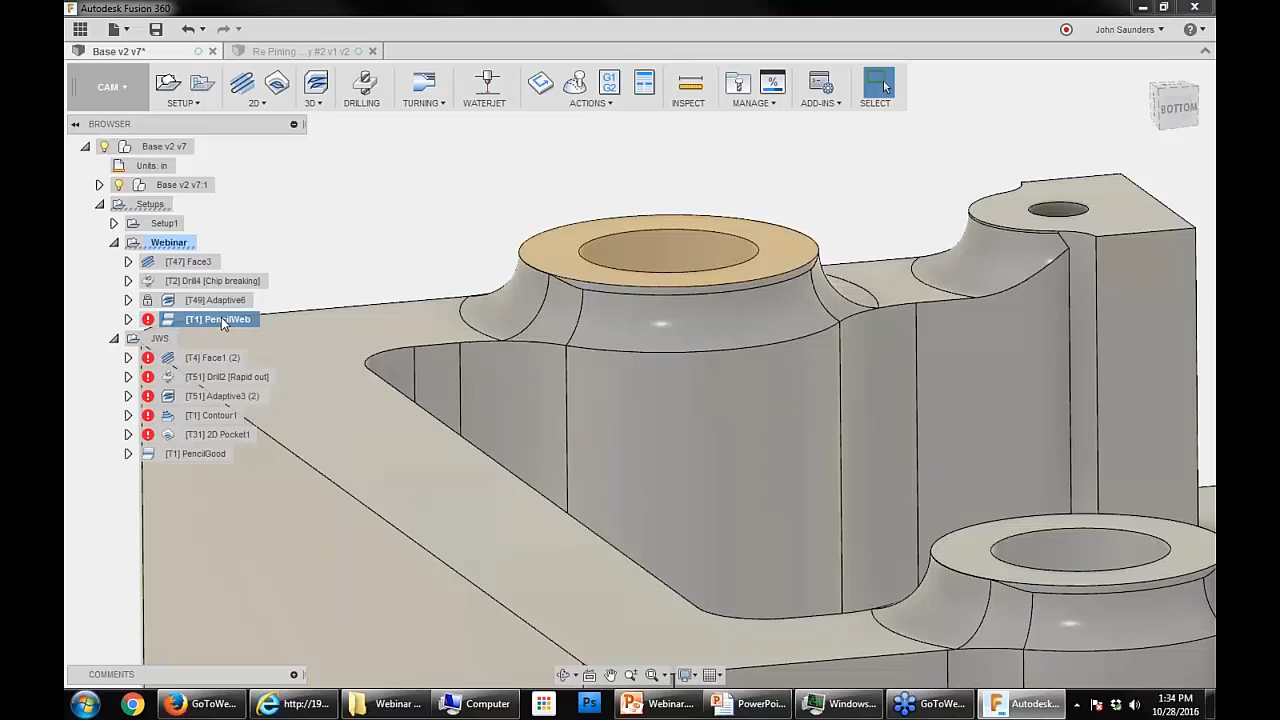 Autodesk Fusion 360
John Saunders
Base v2 v7*
Re Pining ... y #2 v1 v2
CAM
SETUP
2D
3D
DRILLING
TURNING
WATERJET
G1
G2
ACTIONS
INSPECT
%
MANAGE
ADD-INS
SELECT
BOTTOM
BROWSER
Base v2 v7
Units: in
Base v2 v7:1
Setups
Setup1
Webinar
[T47] Face3
[T2] Drill4 [Chip breaking]
[T49] Adaptive6
[T1] PencilWeb
JWS
[T4] Face1 (2)
[T51] Drill2 [Rapid out]
[T51] Adaptive3 (2)
[T1] Contour1
[T31] 2D Pocket1
[T1] PencilGood
COMMENTS
GoToWe...
http://19...
Webinar ...
Computer
Ps
Webinar....
PowerPoi...
Windows...
GoToWe...
Autodesk...
1:34 PM
10/28/2016